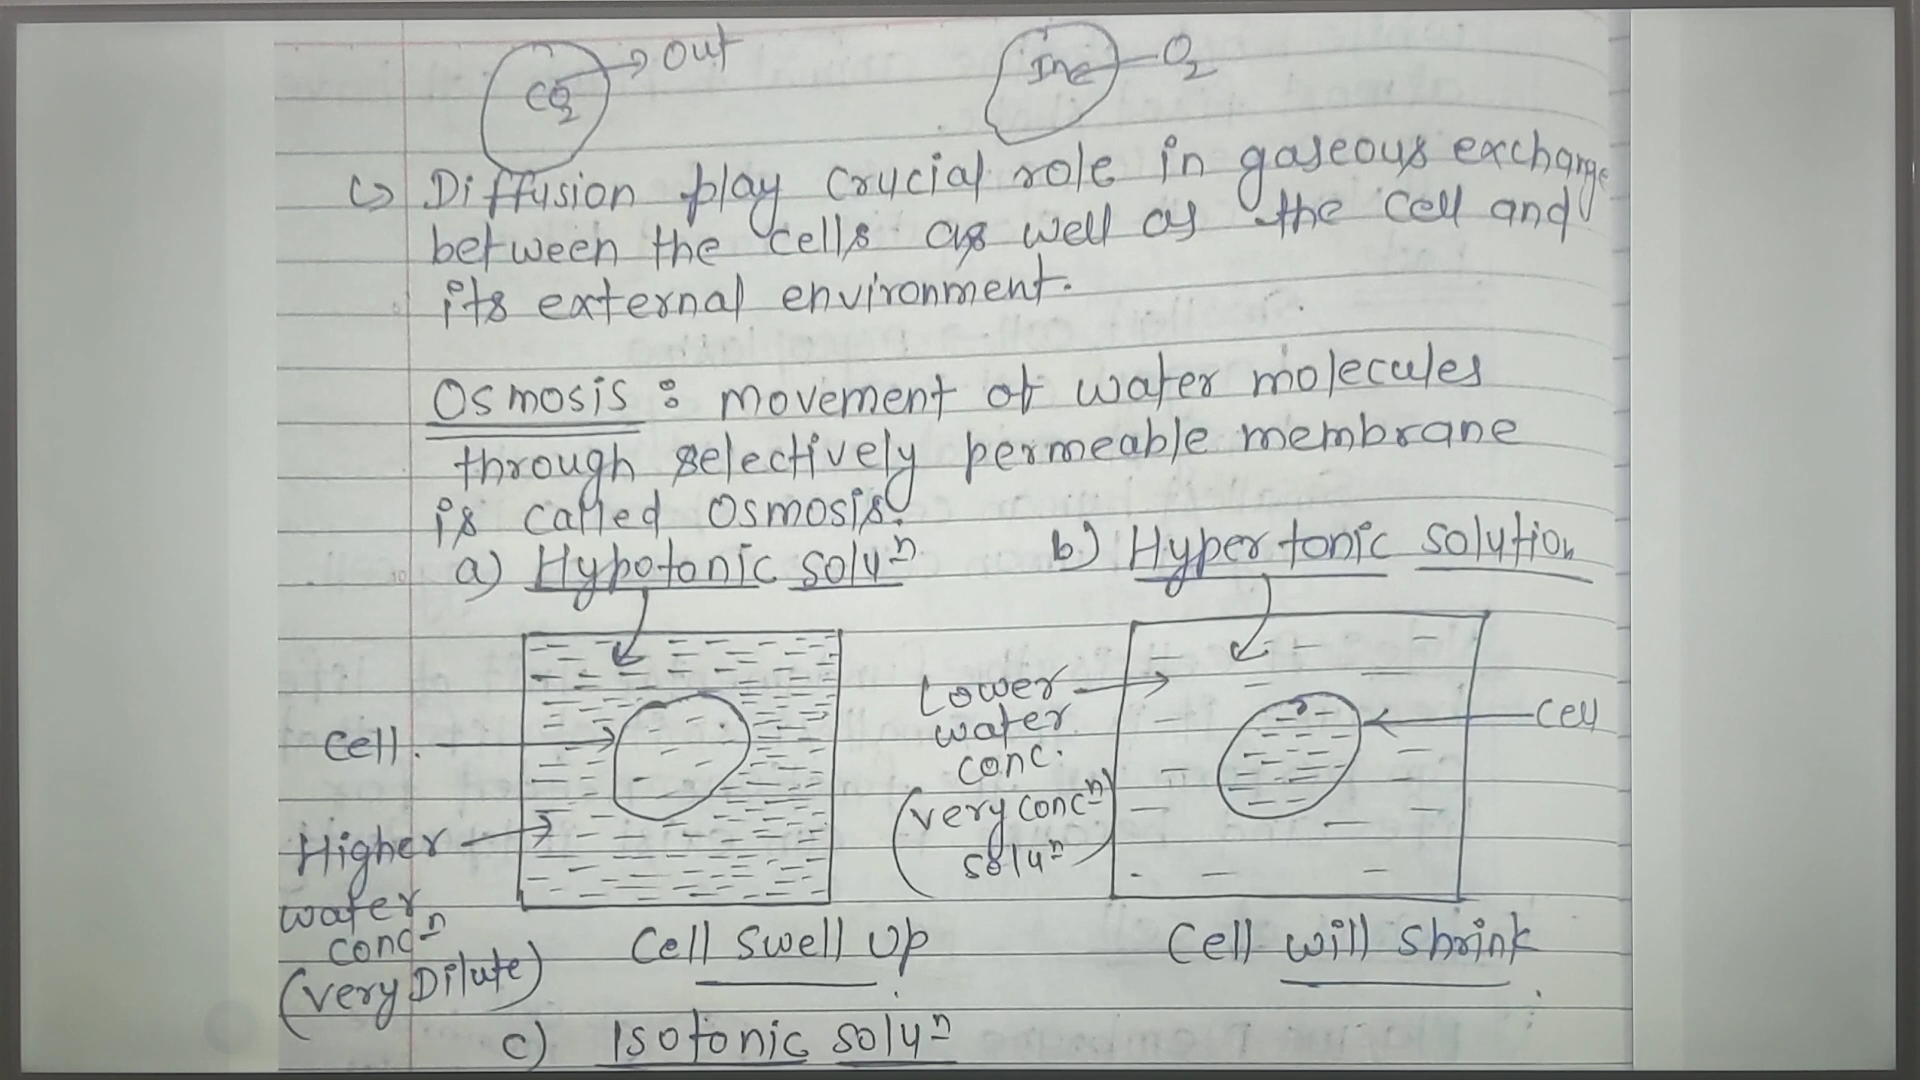 CO2 → out
Inc O2
↳ Diffusion play crucial role in gaseous exchange
between the cells as well as the cell and
its external environment.
Osmosis : movement of water molecules
through selectively permeable membrane
is called Osmosis.
a) Hypotonic soluⁿ
b) Hypertonic solution
Cell.
Higher
water
concⁿ
(very Dilute)
Lower
water
conc.
(very concⁿ
soluⁿ)
Cell
Cell swell up
Cell will shrink
c) Isotonic soluⁿ